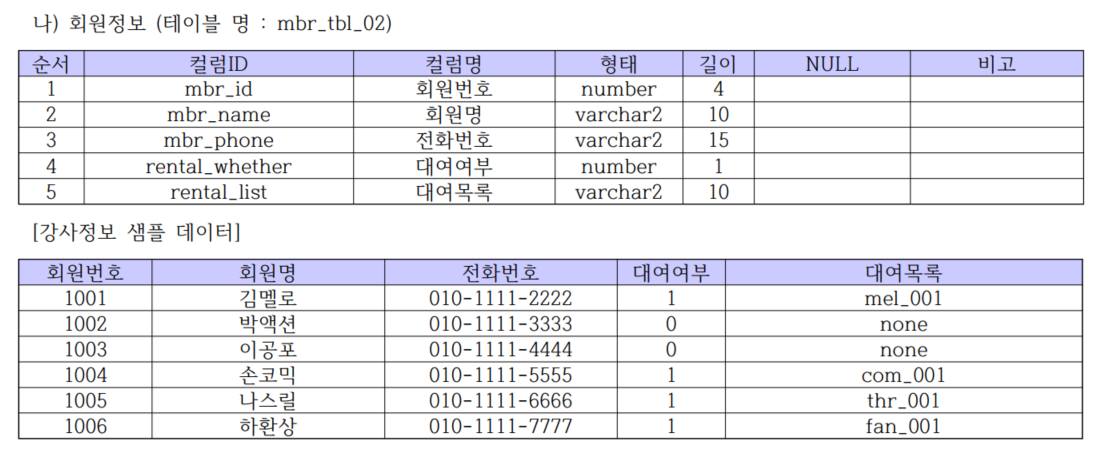 나) 회원정보 (테이블 명 : mbr_tbl_02)
순서 컬럼ID 컬럼명 형태 길이 NULL 비고
1 mbr_id 회원번호 number 4
2 mbr_name 회원명 varchar2 10
3 mbr_phone 전화번호 varchar2 15
4 rental_whether 대여여부 number 1
5 rental_list 대여목록 varchar2 10
[강사정보 샘플 데이터]
회원번호 회원명 전화번호 대여여부 대여목록
1001 김멜로 010-1111-2222 1 mel_001
1002 박액션 010-1111-3333 0 none
1003 이공포 010-1111-4444 0 none
1004 손코믹 010-1111-5555 1 com_001
1005 나스릴 010-1111-6666 1 thr_001
1006 하환상 010-1111-7777 1 fan_001